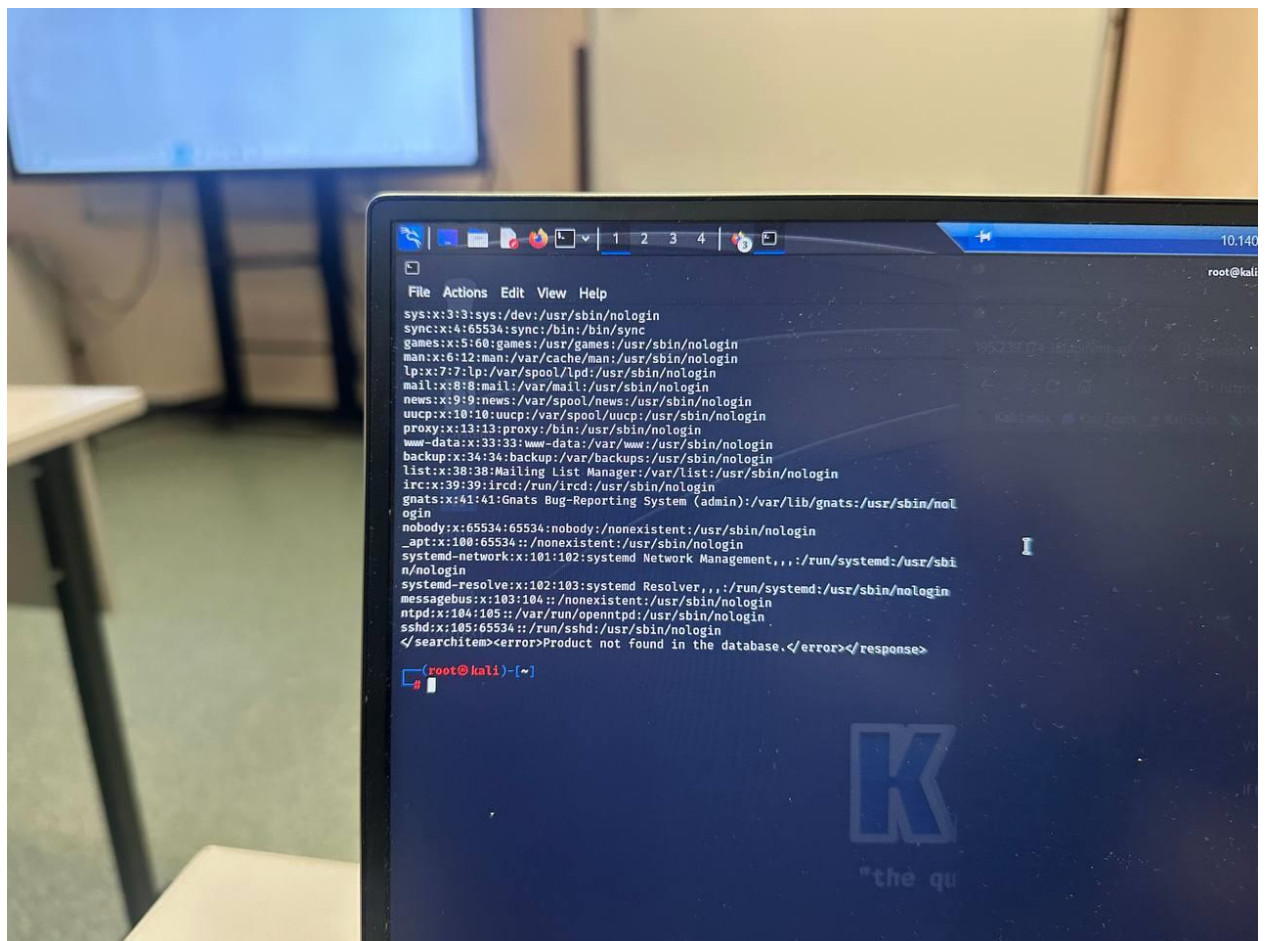 1 2 3 4
3
10.140
root@kali:
File Actions Edit View Help
sys:x:3:3:sys:/dev:/usr/sbin/nologin
sync:x:4:65534:sync:/bin:/bin/sync
games:x:5:60:games:/usr/games:/usr/sbin/nologin
man:x:6:12:man:/var/cache/man:/usr/sbin/nologin
lp:x:7:7:lp:/var/spool/lpd:/usr/sbin/nologin
mail:x:8:8:mail:/var/mail:/usr/sbin/nologin
news:x:9:9:news:/var/spool/news:/usr/sbin/nologin
uucp:x:10:10:uucp:/var/spool/uucp:/usr/sbin/nologin
proxy:x:13:13:proxy:/bin:/usr/sbin/nologin
www-data:x:33:33:www-data:/var/www:/usr/sbin/nologin
backup:x:34:34:backup:/var/backups:/usr/sbin/nologin
list:x:38:38:Mailing List Manager:/var/list:/usr/sbin/nologin
irc:x:39:39:ircd:/run/ircd:/usr/sbin/nologin
gnats:x:41:41:Gnats Bug-Reporting System (admin):/var/lib/gnats:/usr/sbin/nol
ogin
nobody:x:65534:65534:nobody:/nonexistent:/usr/sbin/nologin
_apt:x:100:65534::/nonexistent:/usr/sbin/nologin
systemd-network:x:101:102:systemd Network Management,,,:/run/systemd:/usr/sbi
n/nologin
systemd-resolve:x:102:103:systemd Resolver,,,:/run/systemd:/usr/sbin/nologin
messagebus:x:103:104::/nonexistent:/usr/sbin/nologin
ntpd:x:104:105::/var/run/openntpd:/usr/sbin/nologin
sshd:x:105:65534::/run/sshd:/usr/sbin/nologin
</searchitem><error>Product not found in the database.</error></response>
(root㉿kali)-[~]
#
K
"the qu